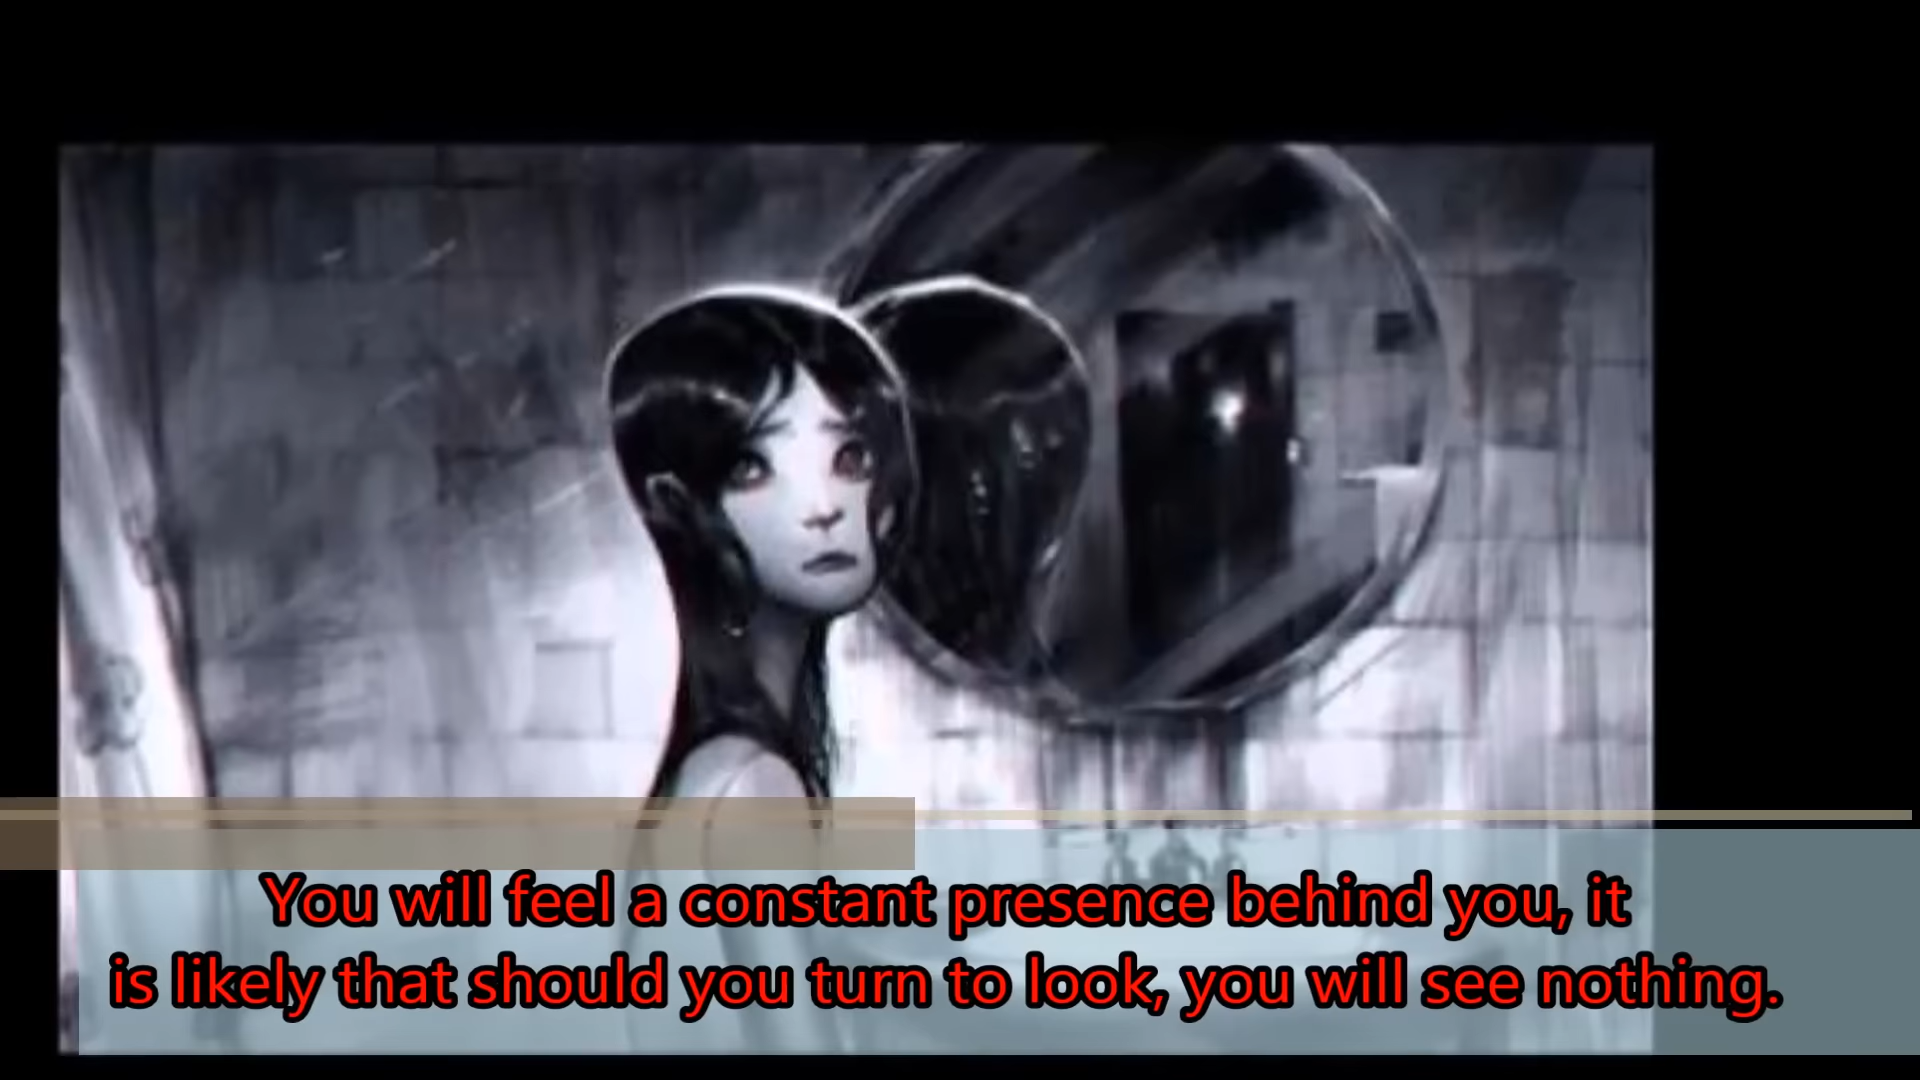 You will feel a constant presence behind you, it
is likely that should you turn to look, you will see nothing.